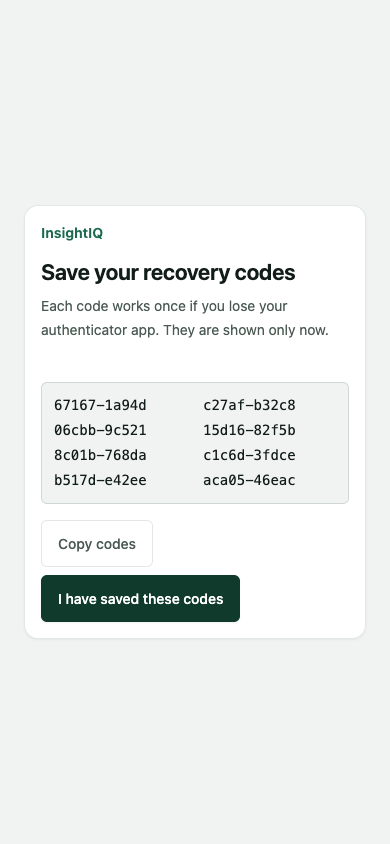 InsightIQ
Save your recovery codes
Each code works once if you lose your
authenticator app. They are shown only now.
67167-1a94d c27af-b32c8
06cbb-9c521 15d16-82f5b
8c01b-768da c1c6d-3fdce
b517d-e42ee aca05-46eac
Copy codes
I have saved these codes